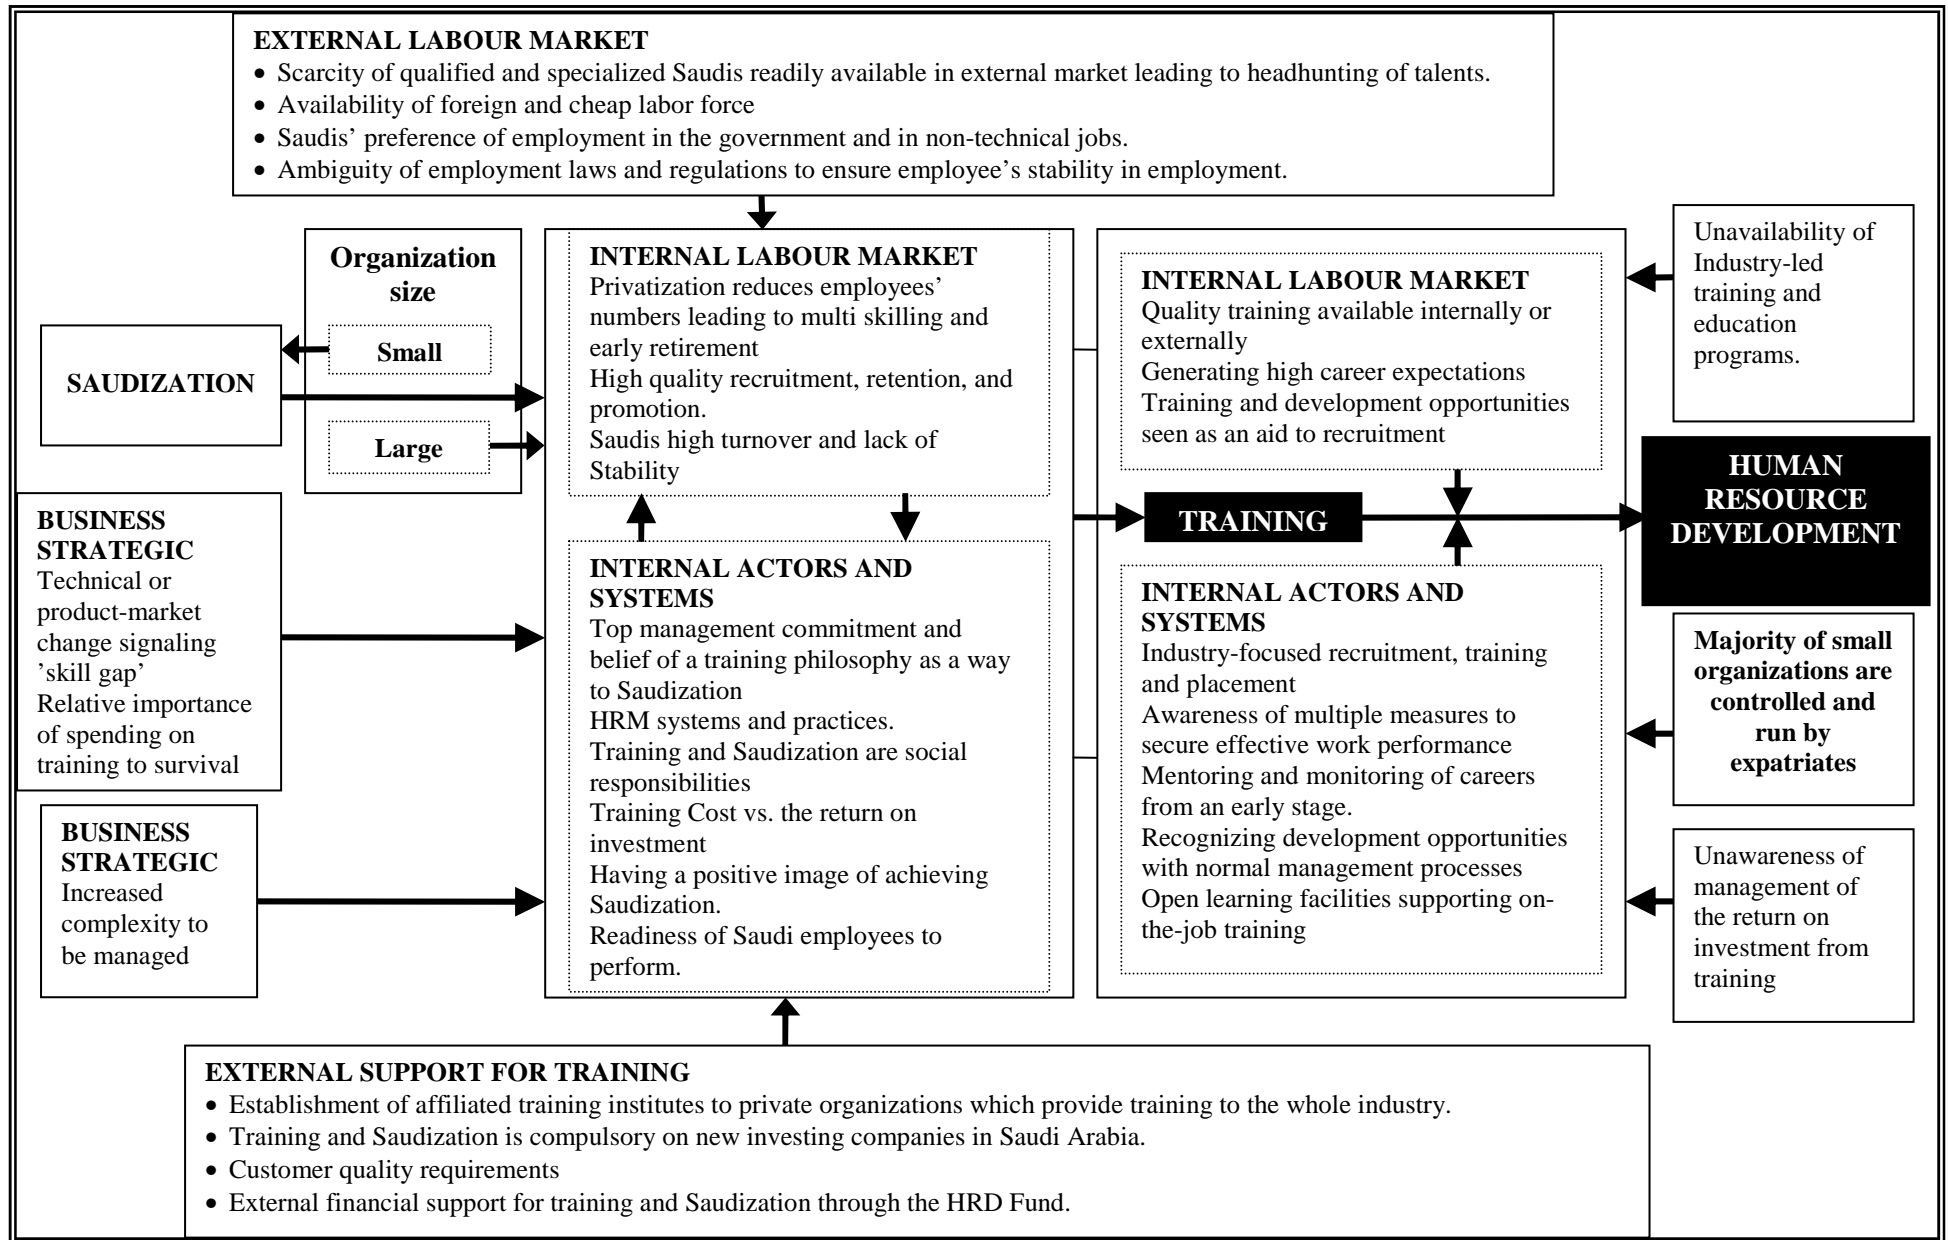 EXTERNAL LABOUR MARKET
• Scarcity of qualified and specialized Saudis readily available in external market leading to headhunting of talents.
• Availability of foreign and cheap labor force
• Saudis’ preference of employment in the government and in non-technical jobs.
• Ambiguity of employment laws and regulations to ensure employee’s stability in employment.
Organization
size
Small
Large
SAUDIZATION
BUSINESS
STRATEGIC
Technical or
product-market
change signaling
’skill gap’
Relative importance
of spending on
training to survival
BUSINESS
STRATEGIC
Increased
complexity to
be managed
INTERNAL LABOUR MARKET
Privatization reduces employees’
numbers leading to multi skilling and
early retirement
High quality recruitment, retention, and
promotion.
Saudis high turnover and lack of
Stability
INTERNAL ACTORS AND
SYSTEMS
Top management commitment and
belief of a training philosophy as a way
to Saudization
HRM systems and practices.
Training and Saudization are social
responsibilities
Training Cost vs. the return on
investment
Having a positive image of achieving
Saudization.
Readiness of Saudi employees to
perform.
INTERNAL LABOUR MARKET
Quality training available internally or
externally
Generating high career expectations
Training and development opportunities
seen as an aid to recruitment
TRAINING
INTERNAL ACTORS AND
SYSTEMS
Industry-focused recruitment, training
and placement
Awareness of multiple measures to
secure effective work performance
Mentoring and monitoring of careers
from an early stage.
Recognizing development opportunities
with normal management processes
Open learning facilities supporting on-
the-job training
Unavailability of
Industry-led
training and
education
programs.
HUMAN
RESOURCE
DEVELOPMENT
Majority of small
organizations are
controlled and
run by
expatriates
Unawareness of
management of
the return on
investment from
training
EXTERNAL SUPPORT FOR TRAINING
• Establishment of affiliated training institutes to private organizations which provide training to the whole industry.
• Training and Saudization is compulsory on new investing companies in Saudi Arabia.
• Customer quality requirements
• External financial support for training and Saudization through the HRD Fund.